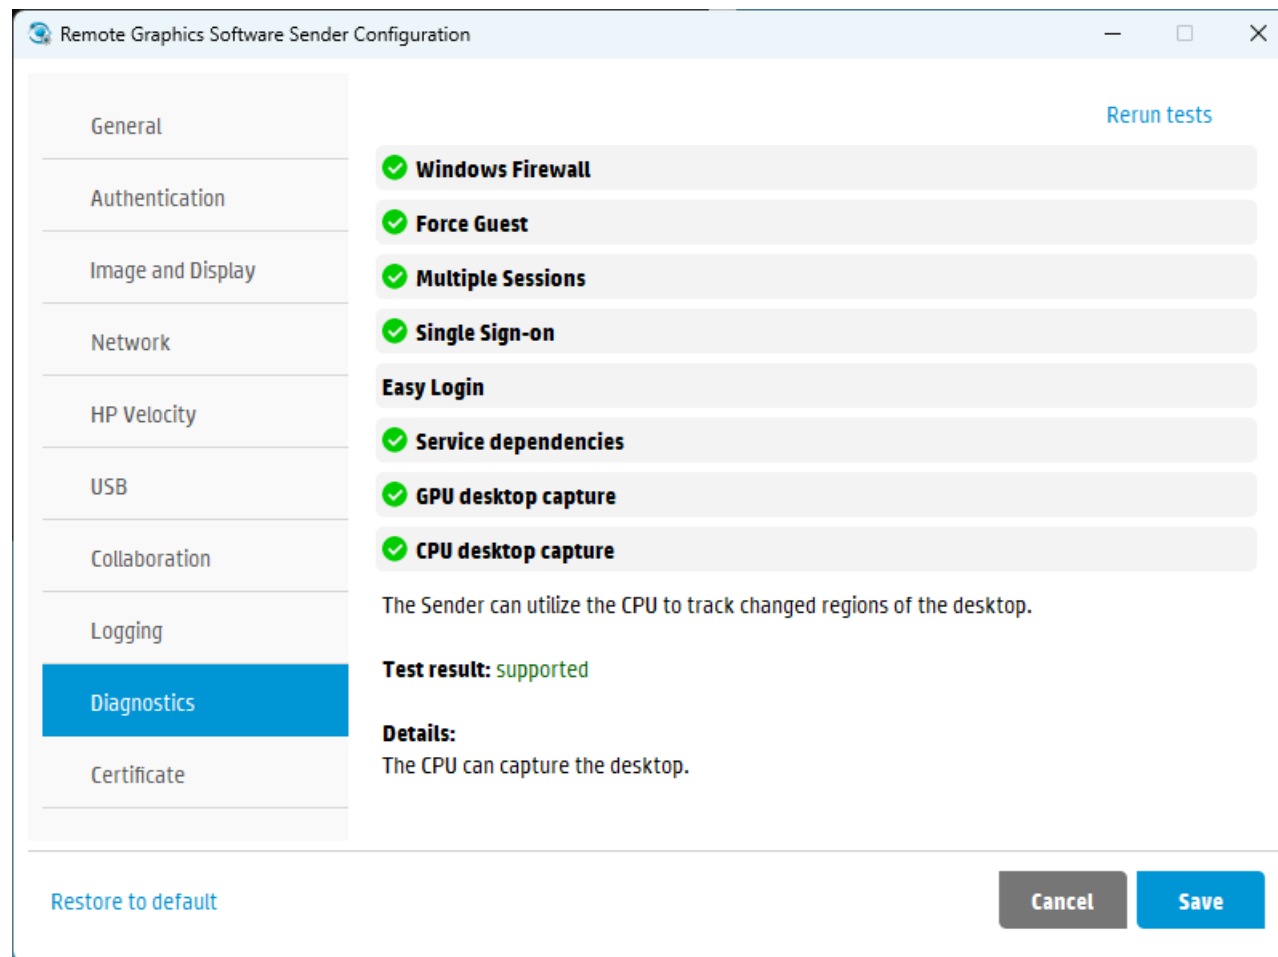 Remote Graphics Software Sender Configuration
General
Authentication
Image and Display
Network
HP Velocity
USB
Collaboration
Logging
Diagnostics
Certificate
Rerun tests
Windows Firewall
Force Guest
Multiple Sessions
Single Sign-on
Easy Login
Service dependencies
GPU desktop capture
CPU desktop capture
The Sender can utilize the CPU to track changed regions of the desktop.
Test result: supported
Details:
The CPU can capture the desktop.
Restore to default
Cancel
Save